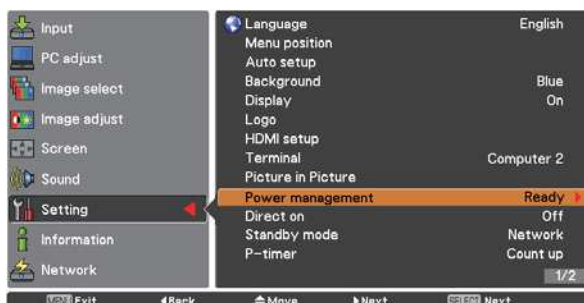 Input
PC adjust
Image select
Image adjust
Screen
Sound
Setting
Information
Network
Language English
Menu position
Auto setup
Background Blue
Display On
Logo
HDMI setup
Terminal Computer 2
Picture in Picture
Power management Ready
Direct on Off
Standby mode Network
P-timer Count up
1/2
MENU Exit ◀Back ◆Move ▶Next SELECT Next